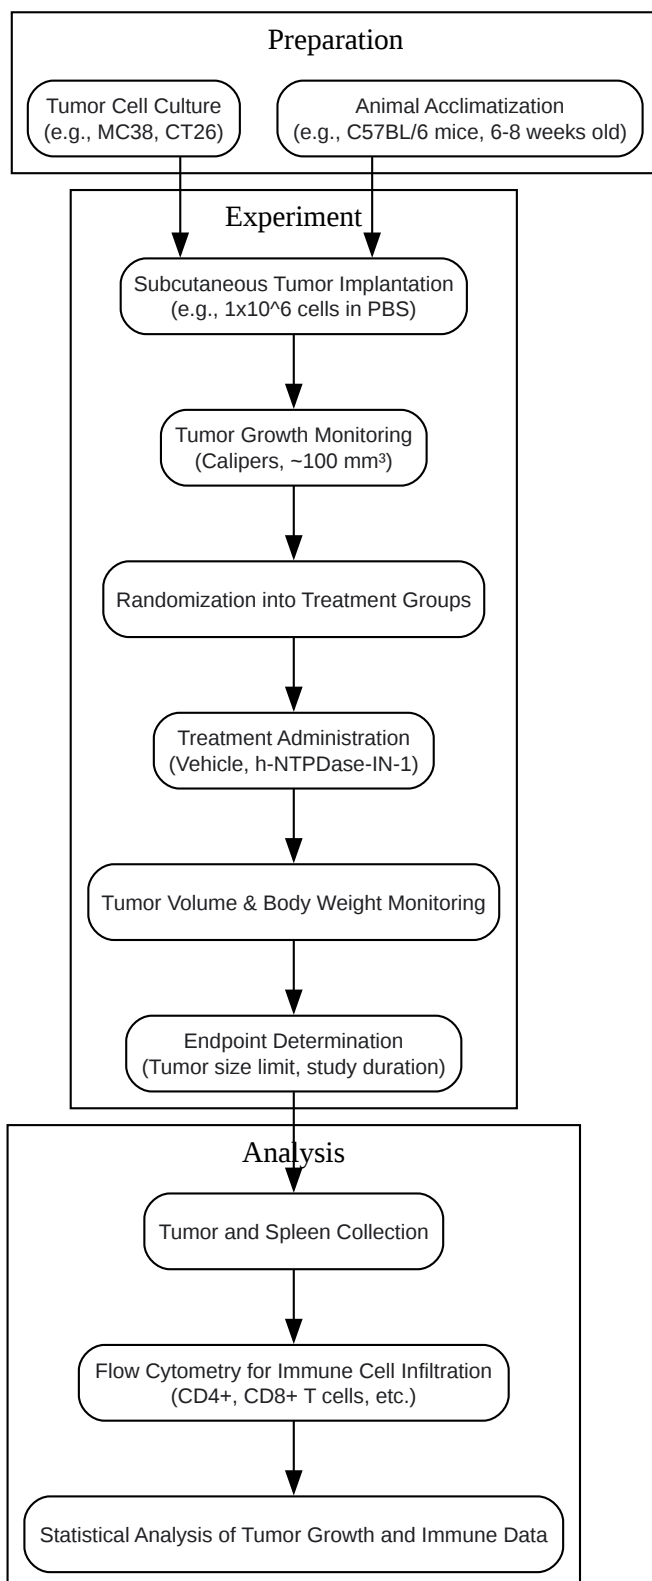 Preparation
Tumor Cell Culture
(e.g., MC38, CT26)
Animal Acclimatization
(e.g., C57BL/6 mice, 6-8 weeks old)
Experiment
Subcutaneous Tumor Implantation
(e.g., 1x10^6 cells in PBS)
Tumor Growth Monitoring
(Calipers, ~100 mm³)
Randomization into Treatment Groups
Treatment Administration
(Vehicle, h-NTPDase-IN-1)
Tumor Volume & Body Weight Monitoring
Endpoint Determination
(Tumor size limit, study duration)
Analysis
Tumor and Spleen Collection
Flow Cytometry for Immune Cell Infiltration
(CD4+, CD8+ T cells, etc.)
Statistical Analysis of Tumor Growth and Immune Data